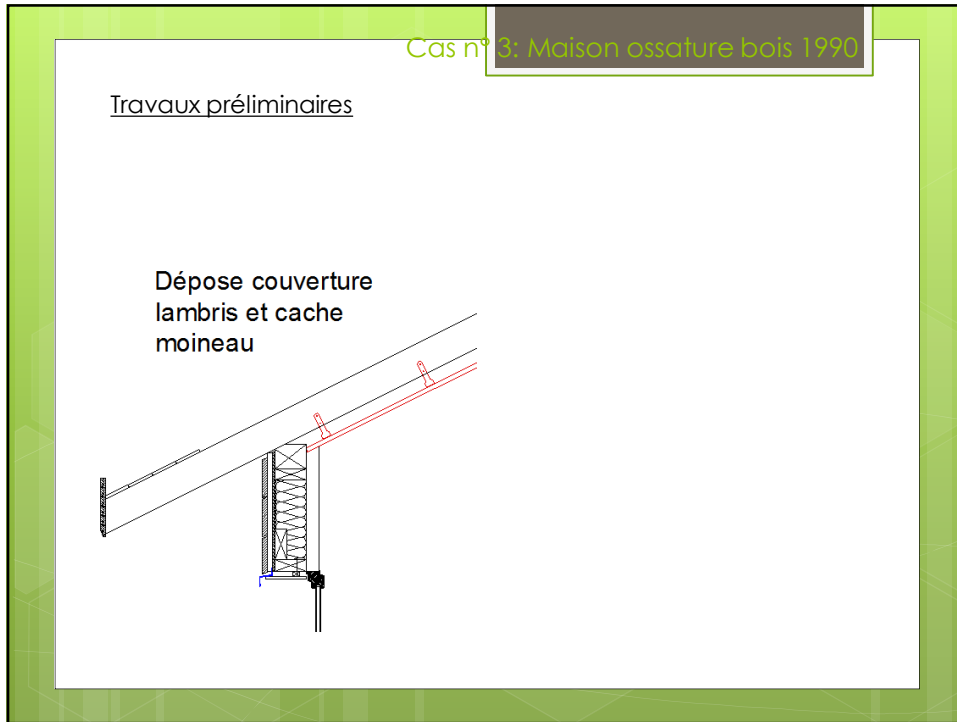 Cas n° 3: Maison ossature bois 1990
Travaux préliminaires
Dépose couverture
lambris et cache
moineau